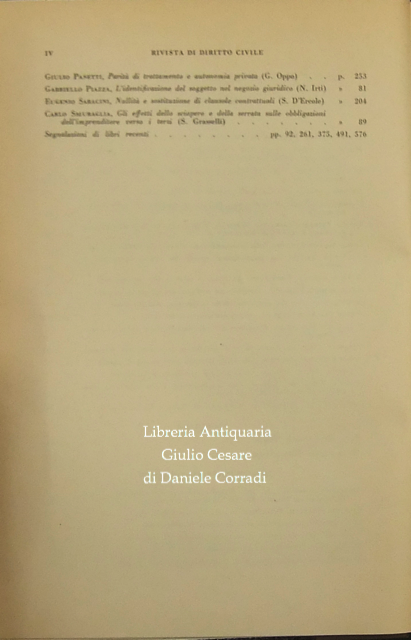 IV RIVISTA DI DIRITTO CIVILE
GIULIO PANETTI, Parità di trattamento e autonomia privata (G. Oppo) . . p. 253
GABRIELLO PIAZZA, L'identificazione del soggetto nel negozio giuridico (N. Irti) » 81
EUGENIO SARACINI, Nullità e sostituzione di clausole contrattuali (S. D'Ercole) » 204
CARLO SMURAGLIA, Gli effetti dello sciopero e della serrata sulle obbligazioni
dell'imprenditore verso i terzi (S. Grasselli) . . . . . . . » 89
Segnalazioni di libri recenti . . . . . . . . . pp. 92, 261, 375, 491, 576
Libreria Antiquaria
Giulio Cesare
di Daniele Corradi